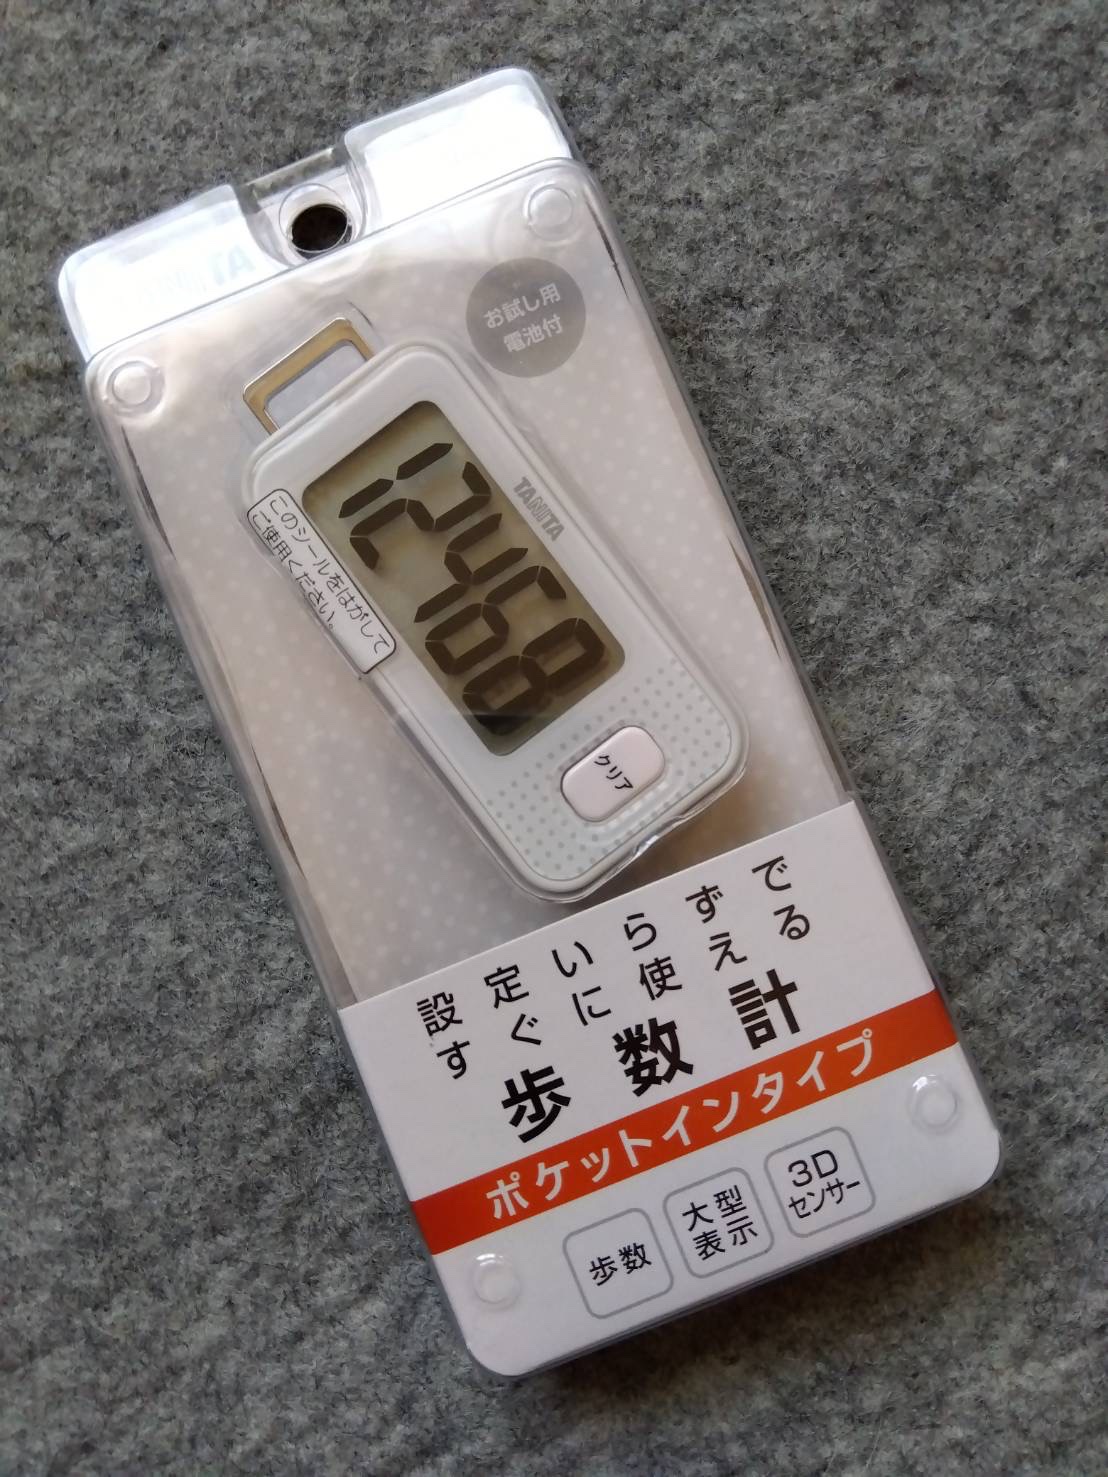 お試し用
電池付
TANITA
12468
このシールをはがして
ご使用ください。
クリア
設定いらずで
すぐに使える
歩数計
ポケットインタイプ
歩数
大型
表示
3D
センサー